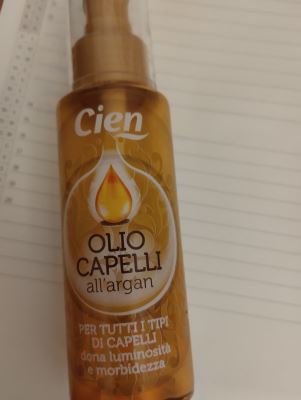 Cien
OLIO
CAPELLI
all'argan
PER TUTTI I TIPI
DI CAPELLI
dona luminosità
e morbidezza